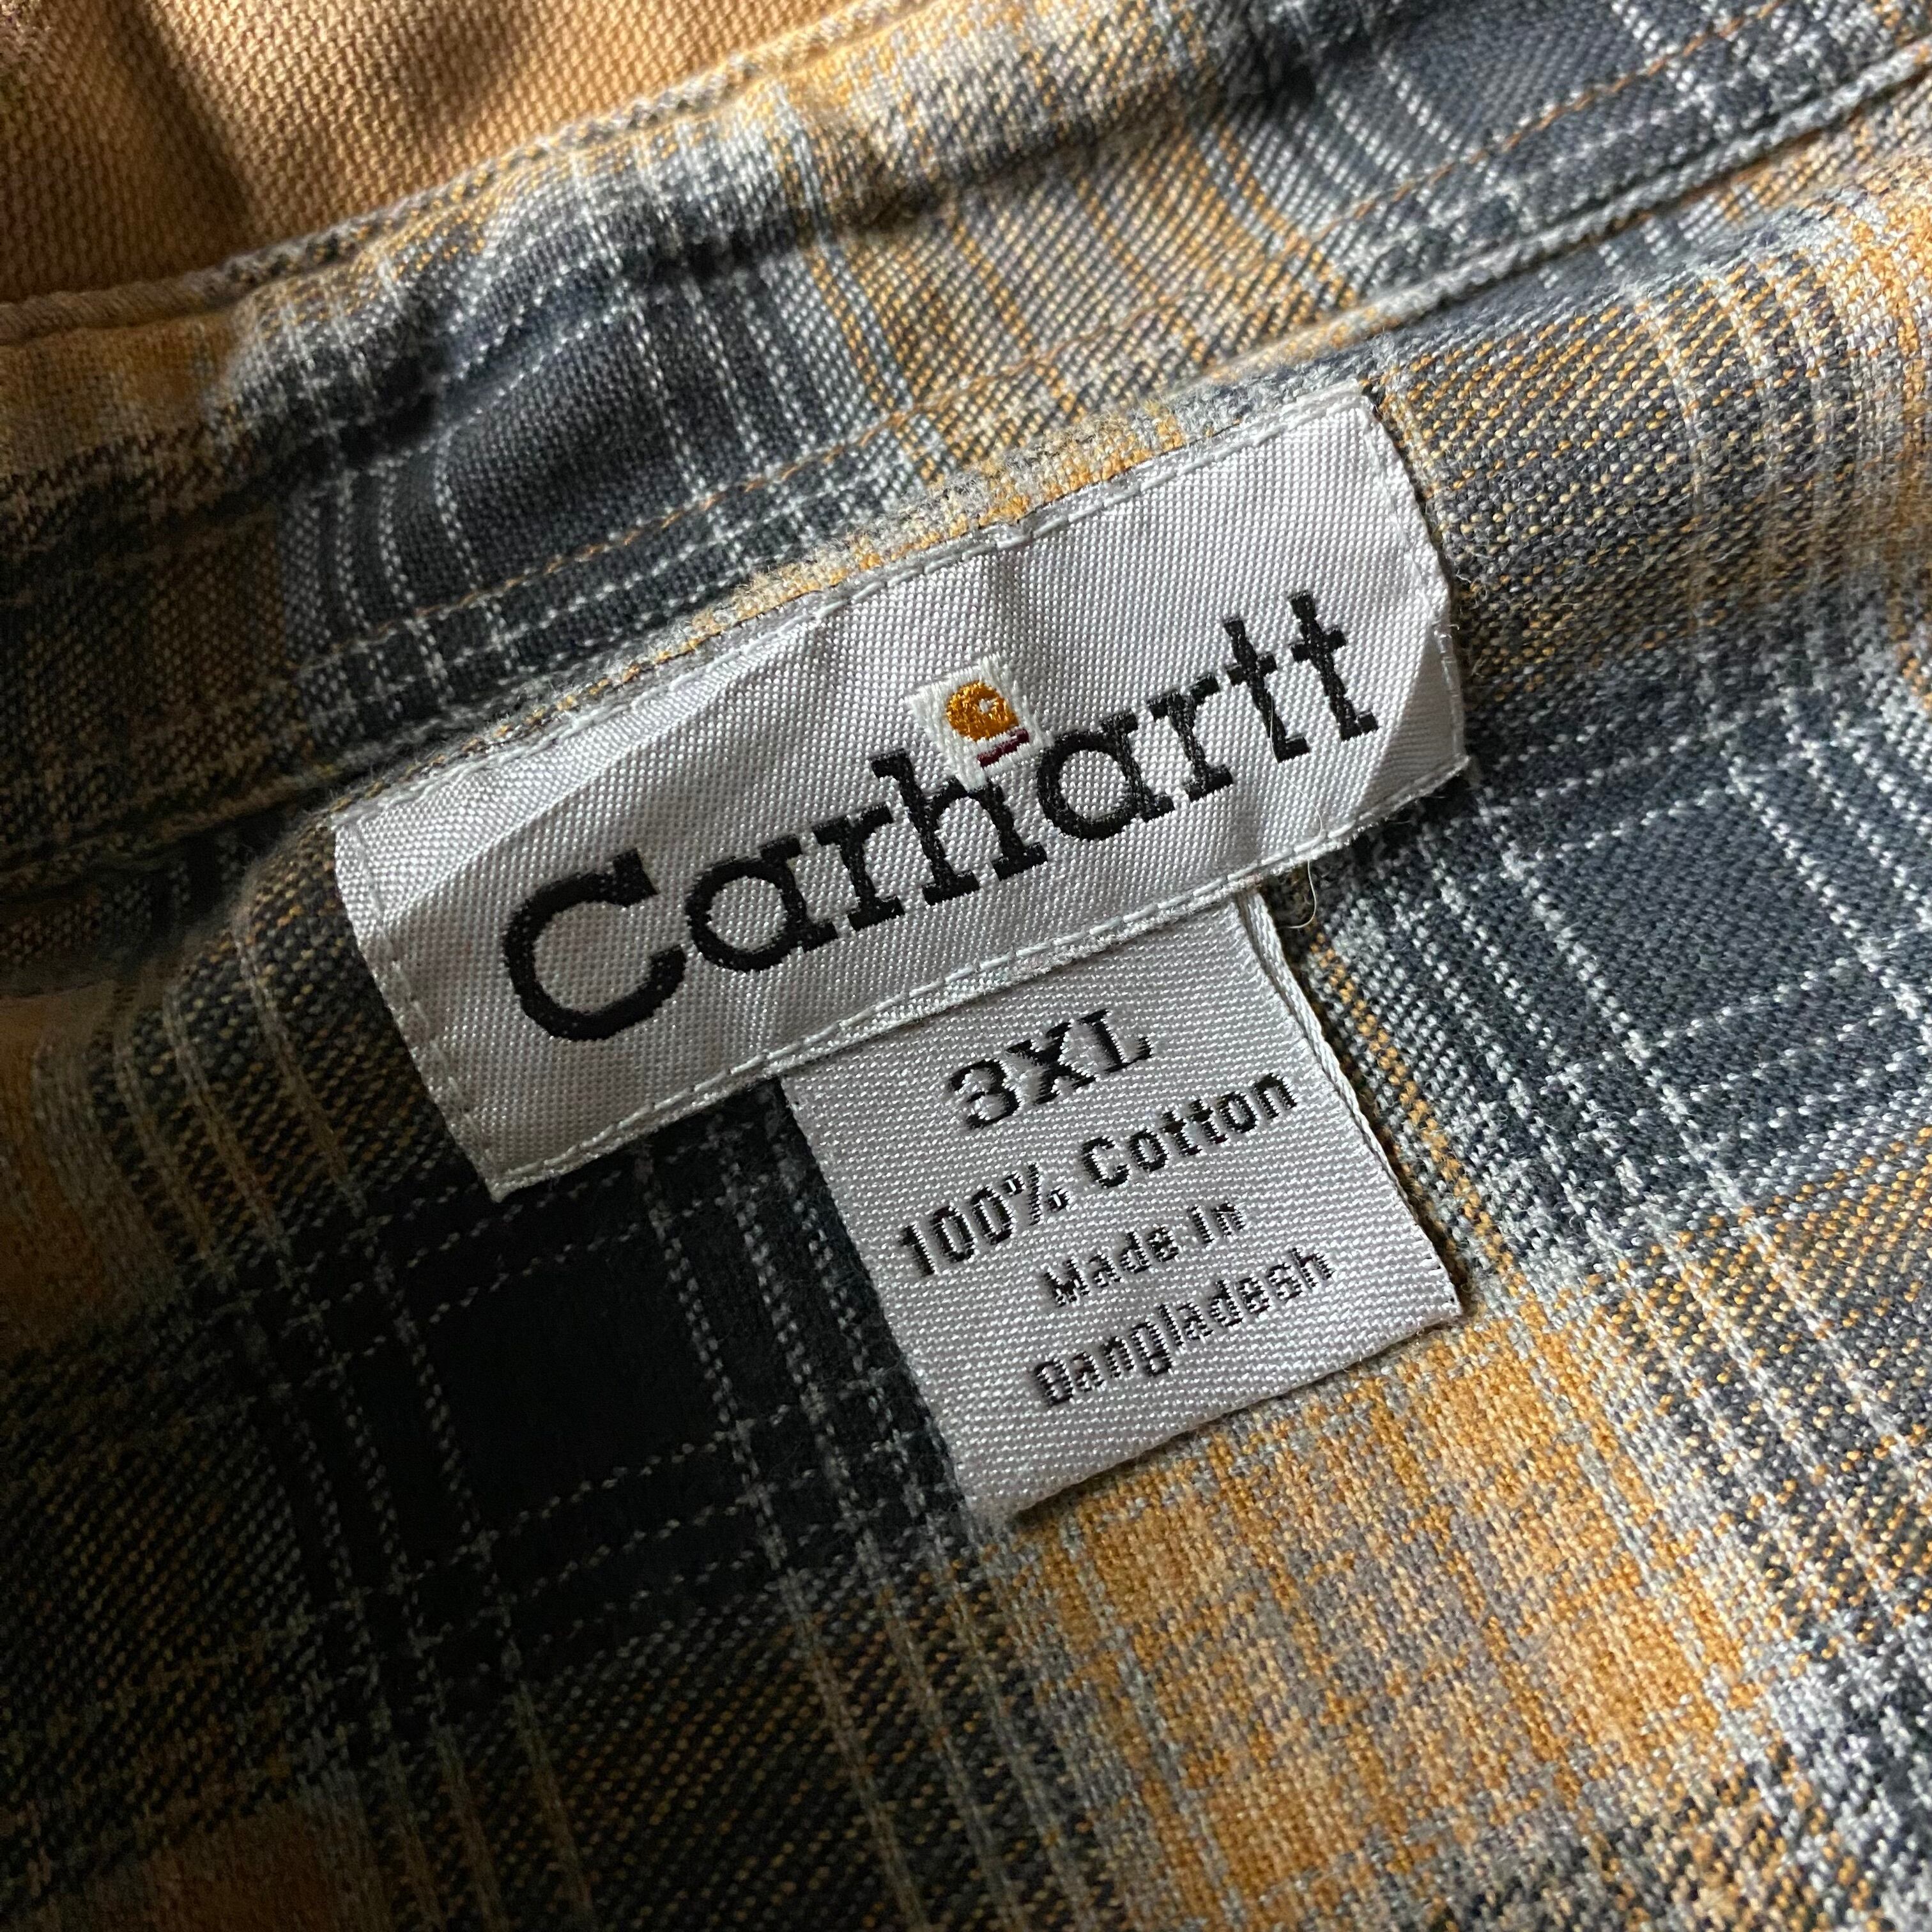 Carhartt
3XL
100% Cotton
Made in
Bangladesh